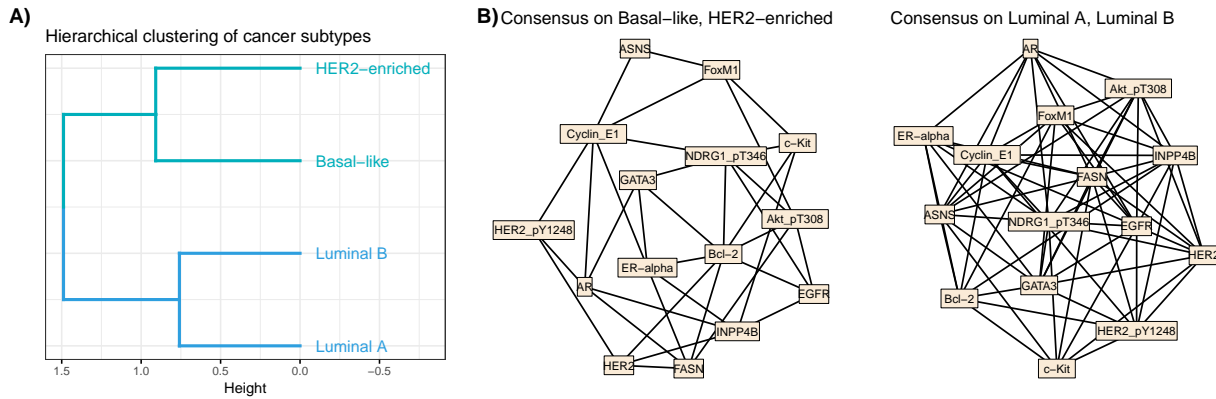 A)
Hierarchical clustering of cancer subtypes
HER2−enriched
Basal−like
Luminal B
Luminal A
1.5 1.0 0.5 0.0 −0.5
Height
B) Consensus on Basal−like, HER2−enriched
ASNS
FoxM1
Cyclin_E1
c−Kit
NDRG1_pT346
GATA3
Akt_pT308
HER2_pY1248
Bcl−2
ER−alpha
AR
EGFR
INPP4B
HER2
FASN
Consensus on Luminal A, Luminal B
AR
Akt_pT308
FoxM1
ER−alpha
Cyclin_E1
INPP4B
FASN
ASNS
NDRG1_pT346
EGFR
HER2
GATA3
Bcl−2
HER2_pY1248
c−Kit